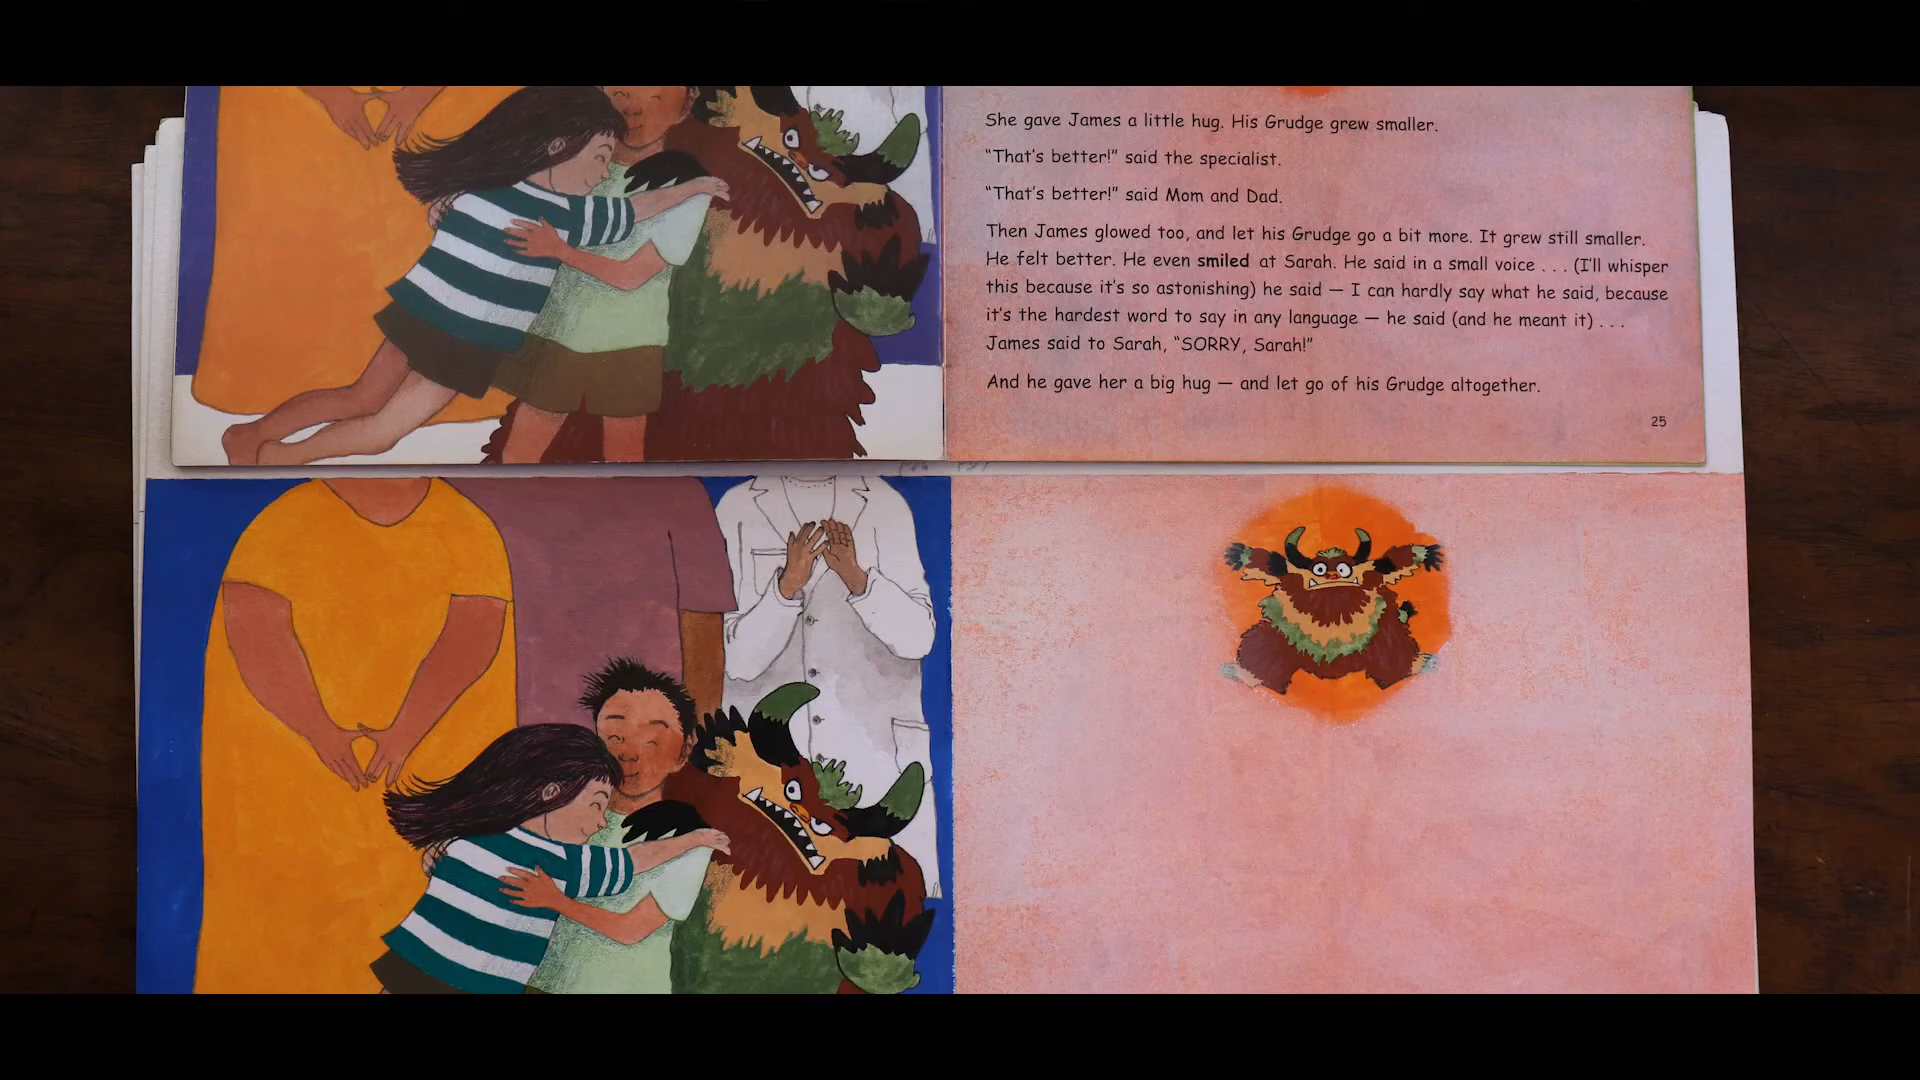 She gave James a little hug. His Grudge grew smaller.
“That’s better!” said the specialist.
“That’s better!” said Mom and Dad.
Then James glowed too, and let his Grudge go a bit more. It grew still smaller.
He felt better. He even smiled at Sarah. He said in a small voice . . . (I’ll whisper
this because it’s so astonishing) he said — I can hardly say what he said, because
it’s the hardest word to say in any language — he said (and he meant it) . . .
James said to Sarah, “SORRY, Sarah!”
And he gave her a big hug — and let go of his Grudge altogether.
25